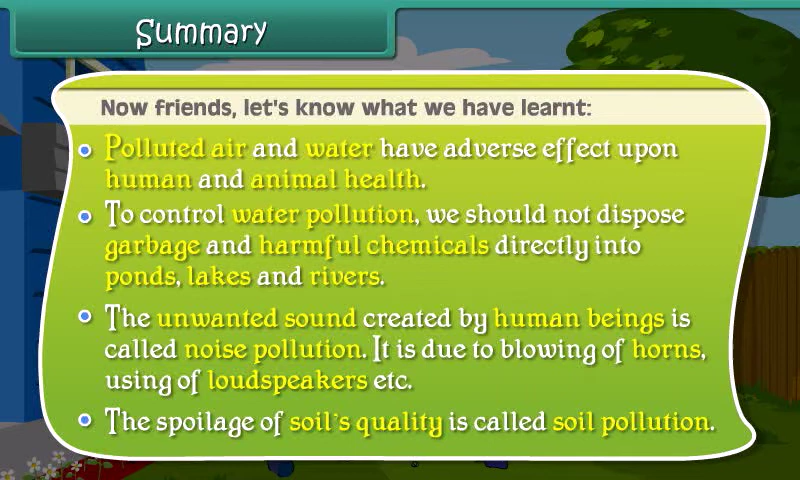 Summary
Now friends, let's know what we have learnt:
Polluted air and water have adverse effect upon
human and animal health.
To control water pollution, we should not dispose
garbage and harmful chemicals directly into
ponds, lakes and rivers.
The unwanted sound created by human beings is
called noise pollution. It is due to blowing of horns,
using of loudspeakers etc.
The spoilage of soil's quality is called soil pollution.